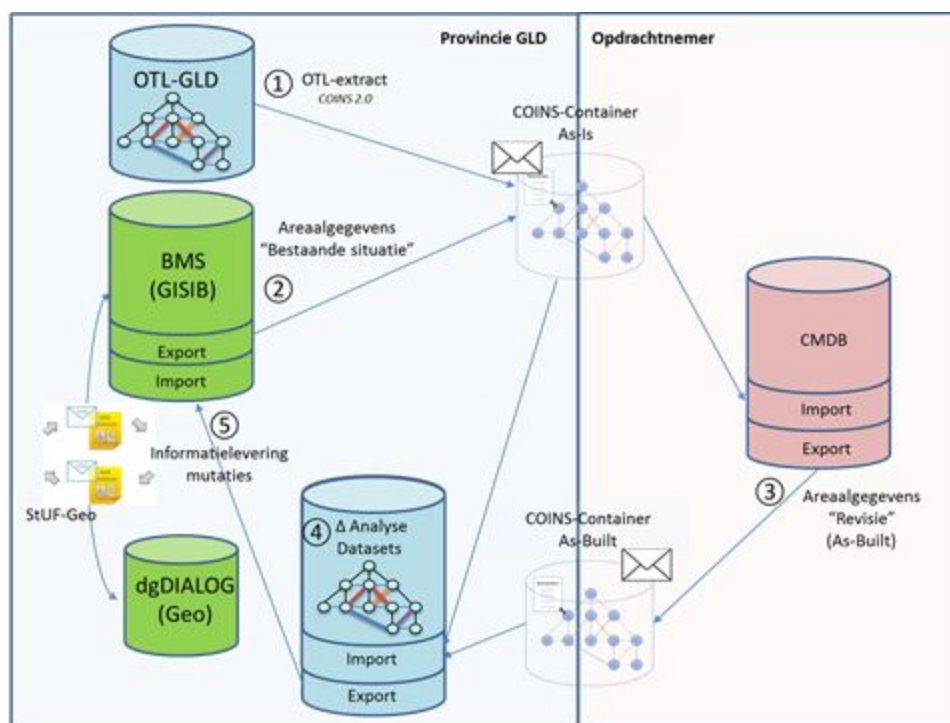 Provincie GLD
Opdrachtnemer
OTL-GLD
① OTL-extract
COINS 2.0
COINS-Container
As-Is
BMS
(GISIB)
Export
Import
Areaalgegevens
"Bestaande situatie"
②
CMDB
Import
Export
③
Areaalgegevens
"Revisie"
(As-Built)
⑤
Informatielevering
mutaties
StUF-Geo
dgDIALOG
(Geo)
④ Δ Analyse
Datasets
Import
Export
COINS-Container
As-Built